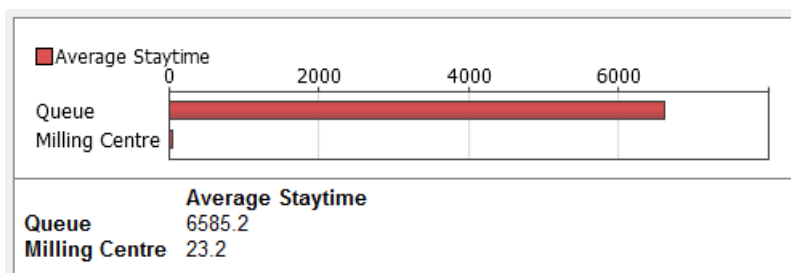 Average Staytime
0 2000 4000 6000
Queue
Milling Centre
Average Staytime
Queue 6585.2
Milling Centre 23.2